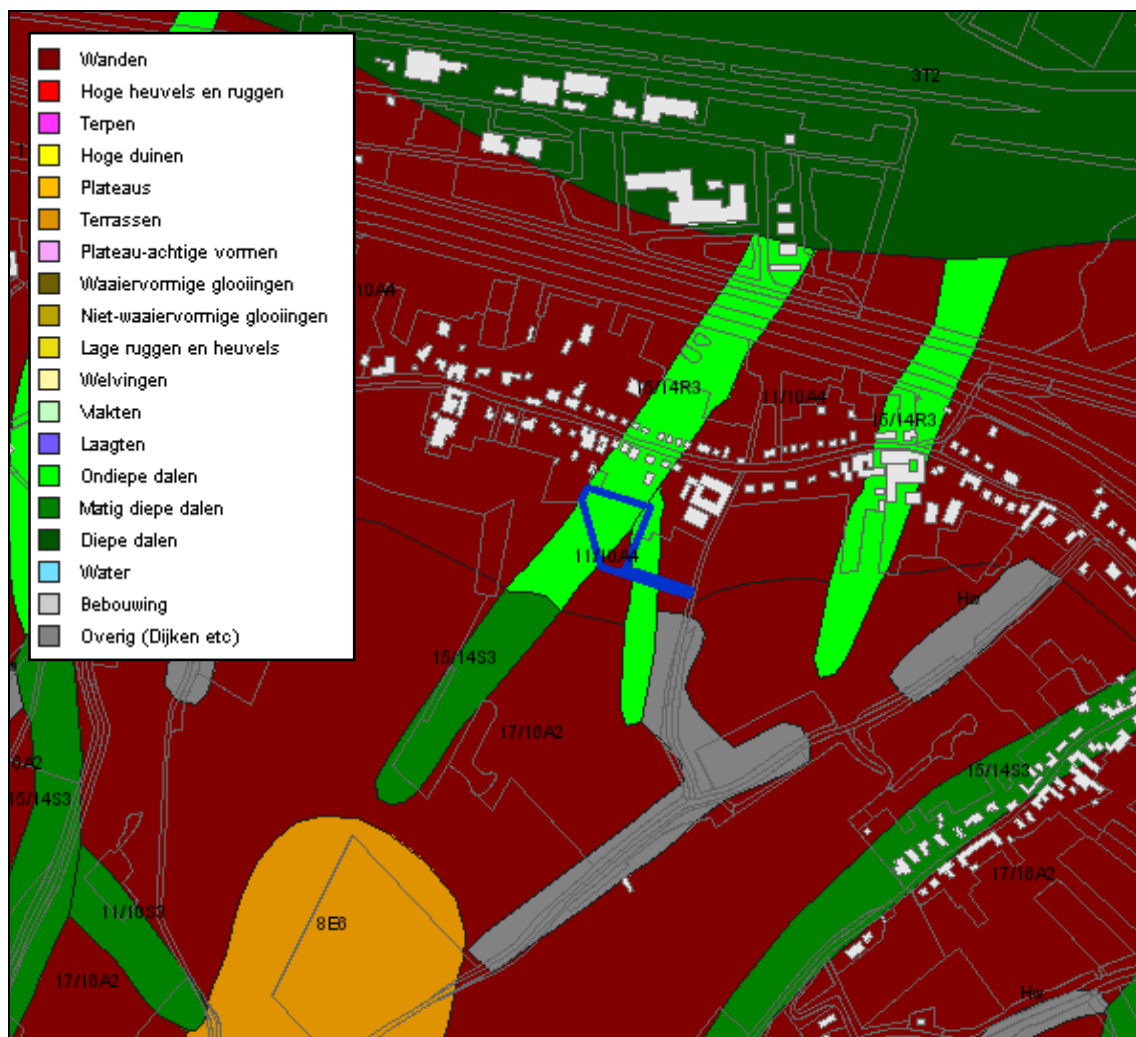 Wanden
Hoge heuvels en ruggen
Terpen
Hoge duinen
Plateaus
Terrassen
Plateau-achtige vormen
Waaiervormige glooiingen
Niet-waaiervormige glooiingen
Lage ruggen en heuvels
Welvingen
Vlakten
Laagten
Ondiepe dalen
Matig diepe dalen
Diepe dalen
Water
Bebouwing
Overig (Dijken etc)
3T2
10A4
15/14R3
11/10A4
15/14R3
11/10A4
Hw
15/14S3
17/16A2
15/14S3
15/14S3
17/16A2
11/10S3
8E6
17/16A2
Hw